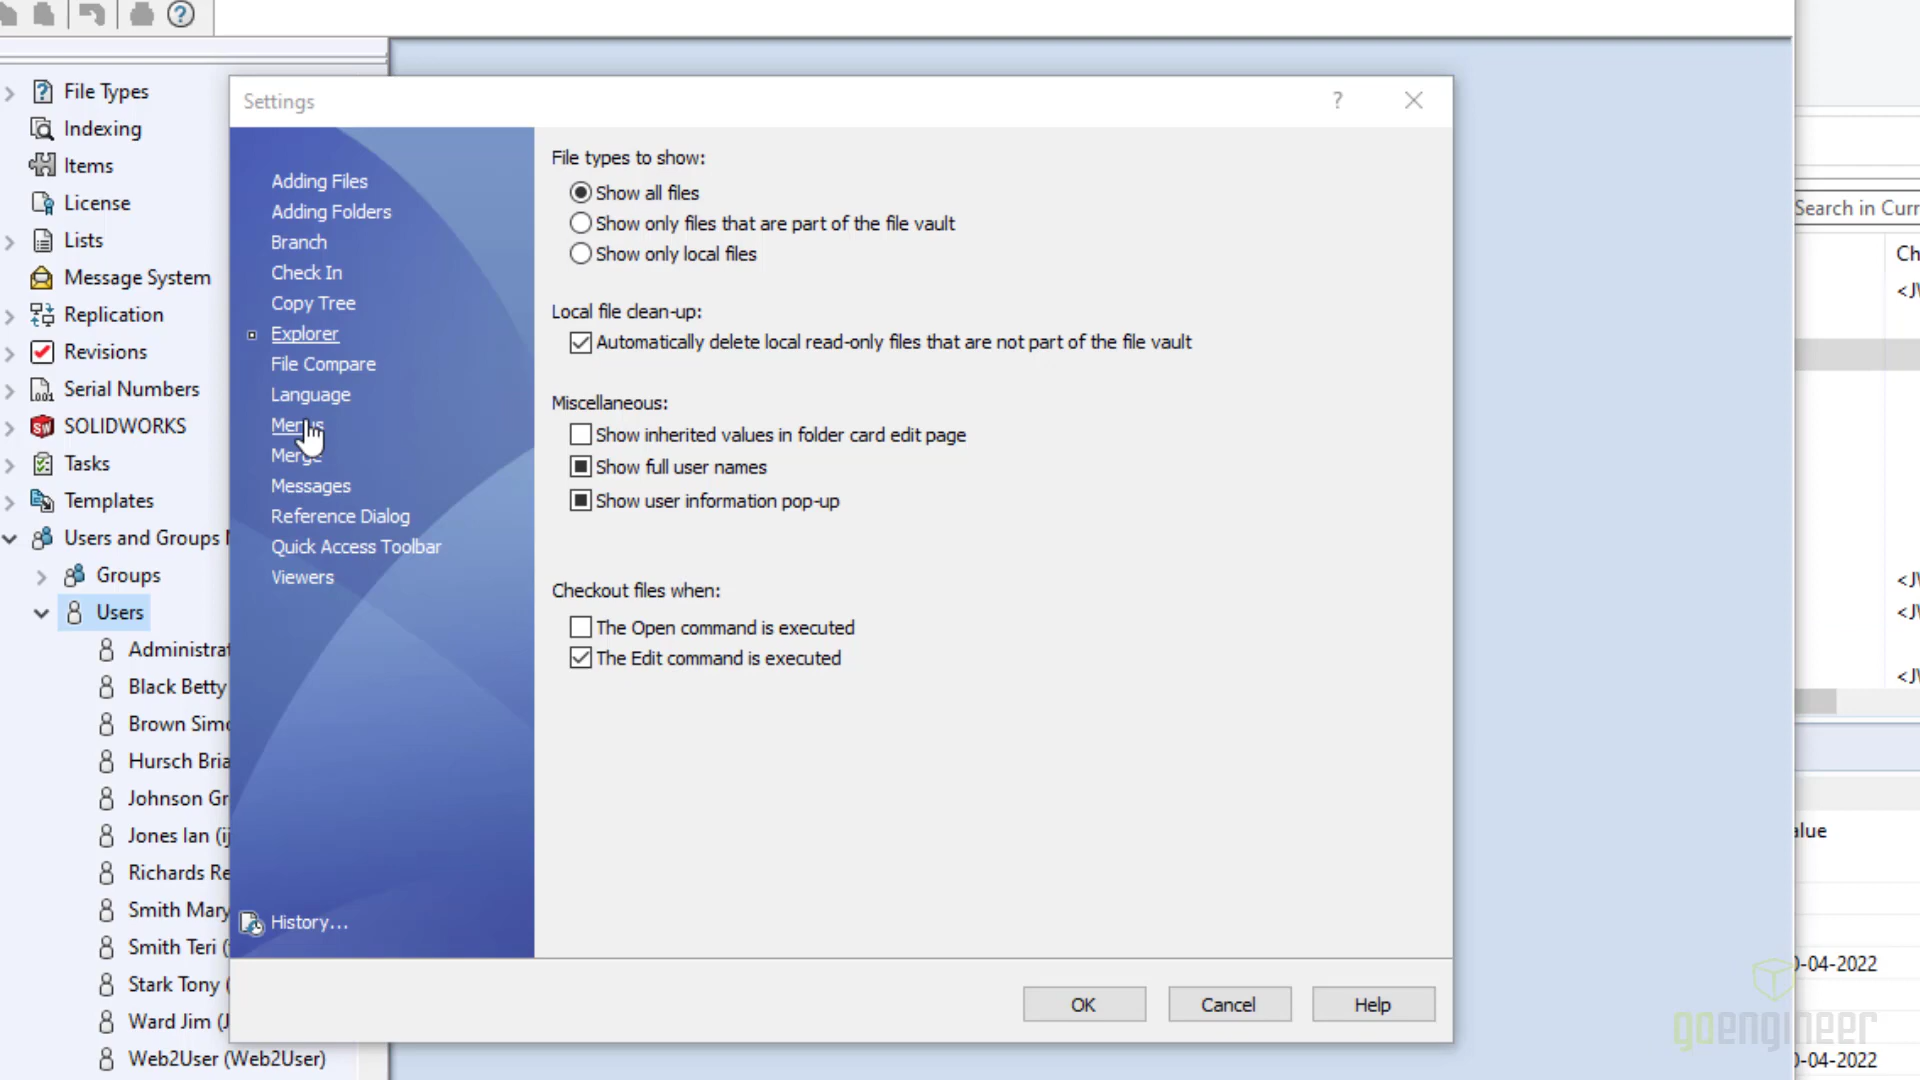 File Types
Indexing
Items
License
Lists
Message System
Replication
Revisions
Serial Numbers
SOLIDWORKS
Tasks
Templates
Users and Groups
Groups
Users
Black Betty
Brown
Hursch
Johnson
Jones Ian
Richards
Smith Mary
Smith Teri
Stark Tony
Ward Jim
Web2User (Web2User)
Settings
?
Adding Files
Adding Folders
Branch
Check In
Copy Tree
Explorer
File Compare
Language
Menus
Merge
Messages
Reference Dialog
Quick Access Toolbar
Viewers
History...
File types to show:
Show all files
Show only files that are part of the file vault
Show only local files
Local file clean-up:
Automatically delete local read-only files that are not part of the file vault
Miscellaneous:
Show inherited values in folder card edit page
Show full user names
Show user information pop-up
Checkout files when:
The Open command is executed
The Edit command is executed
OK
Cancel
Help
Search in
-04-2022
-04-2022
goengineer